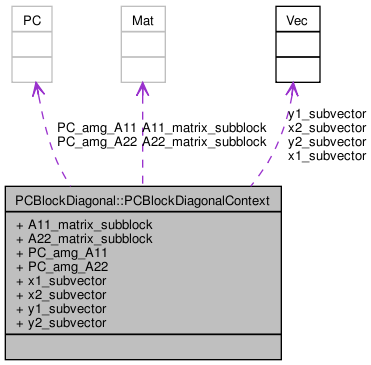 PC
Mat
Vec
PC_amg_A11
PC_amg_A22
A11_matrix_subblock
A22_matrix_subblock
y1_subvector
x2_subvector
y2_subvector
x1_subvector
PCBlockDiagonal::PCBlockDiagonalContext
+ A11_matrix_subblock
+ A22_matrix_subblock
+ PC_amg_A11
+ PC_amg_A22
+ x1_subvector
+ x2_subvector
+ y1_subvector
+ y2_subvector